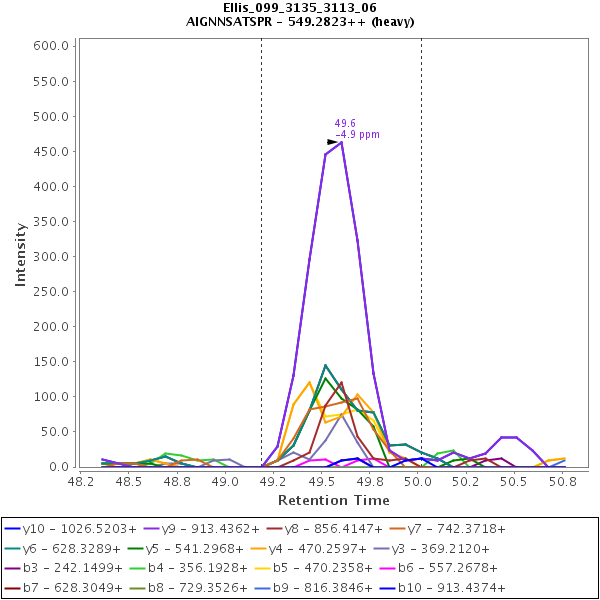 Ellis_099_3135_3113_06
AIGNNSATSPR - 549.2823++ (heavy)
600.0
550.0
500.0
450.0
400.0
350.0
300.0
250.0
200.0
150.0
100.0
50.0
0.0
Intensity
49.6
-4.9 ppm
48.2 48.5 48.8 49.0 49.2 49.5 49.8 50.0 50.2 50.5 50.8
Retention Time
y10 - 1026.5203+ y9 - 913.4362+ y8 - 856.4147+ y7 - 742.3718+
y6 - 628.3289+ y5 - 541.2968+ y4 - 470.2597+ y3 - 369.2120+
b3 - 242.1499+ b4 - 356.1928+ b5 - 470.2358+ b6 - 557.2678+
b7 - 628.3049+ b8 - 729.3526+ b9 - 816.3846+ b10 - 913.4374+